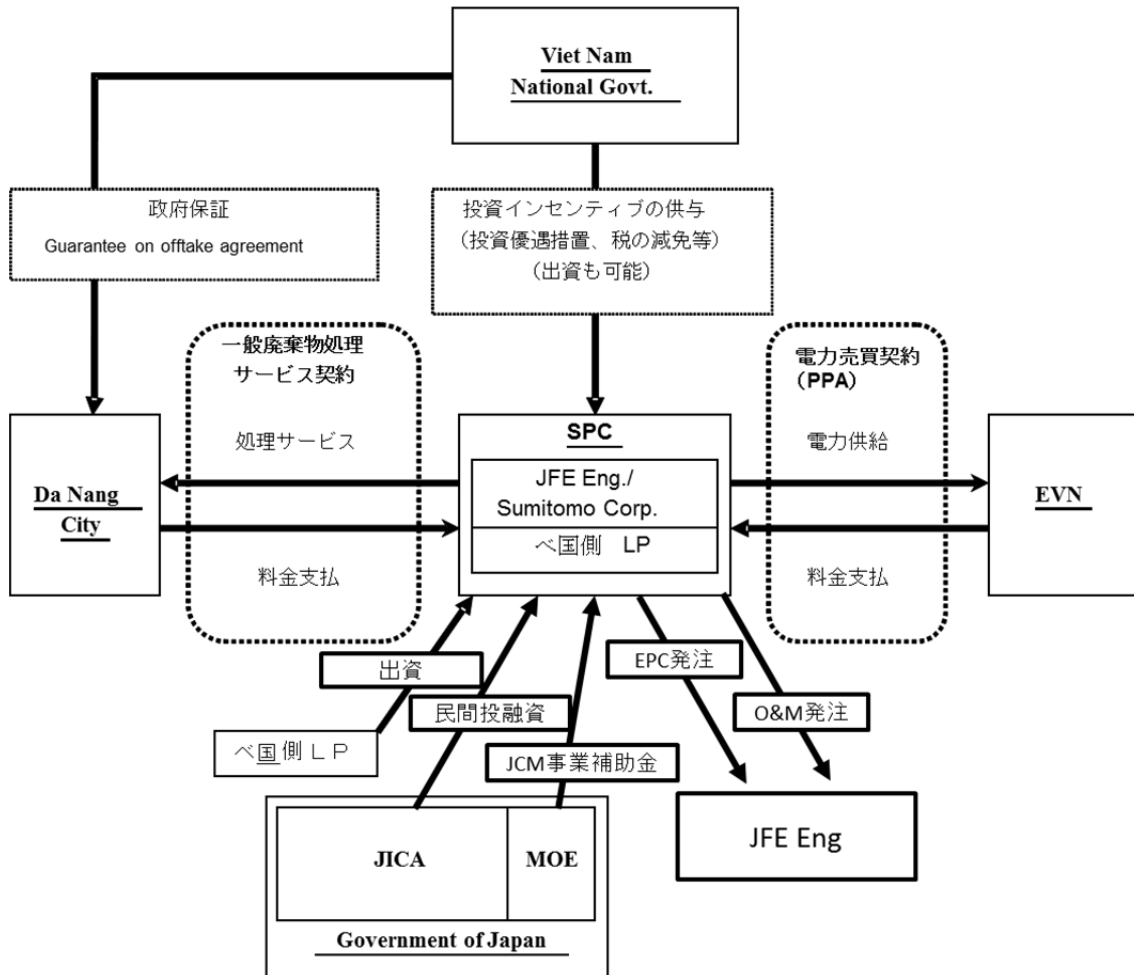 Viet Nam
National Govt.
政府保証
Guarantee on offtake agreement
投資インセンティブの供与
（投資優遇措置、税の減免等）
（出資も可能）
一般廃棄物処理
サービス契約
処理サービス
料金支払
電力売買契約
（PPA）
電力供給
料金支払
Da Nang
City
SPC
JFE Eng./
Sumitomo Corp.
ベ国側 LP
EVN
出資
民間投融資
JCM事業補助金
EPC発注
O&M発注
ベ国側ＬＰ
JICA
MOE
Government of Japan
JFE Eng